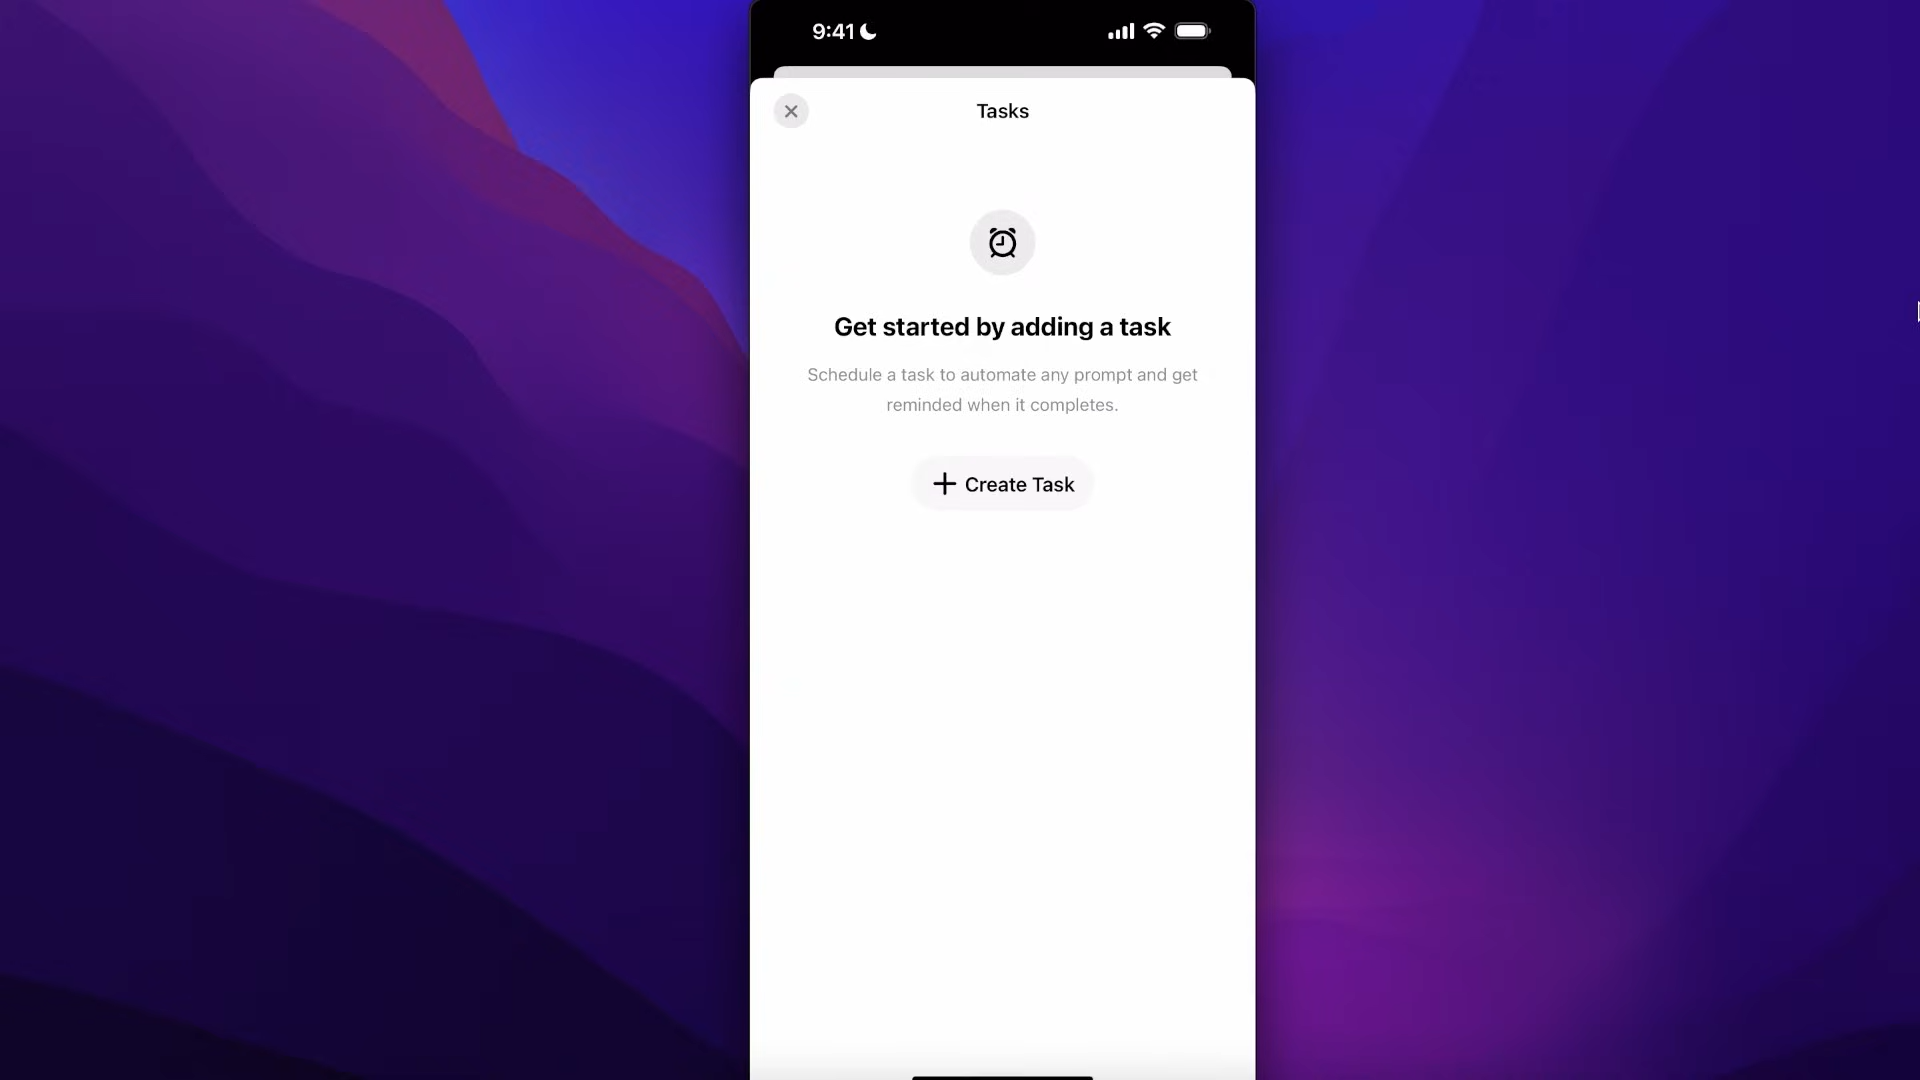 9:41
Tasks
Get started by adding a task
Schedule a task to automate any prompt and get
reminded when it completes.
Create Task